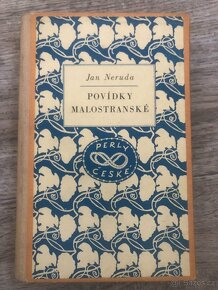 Jan Neruda
POVÍDKY
MALOSTRANSKÉ
PERLY
ČESKÉ